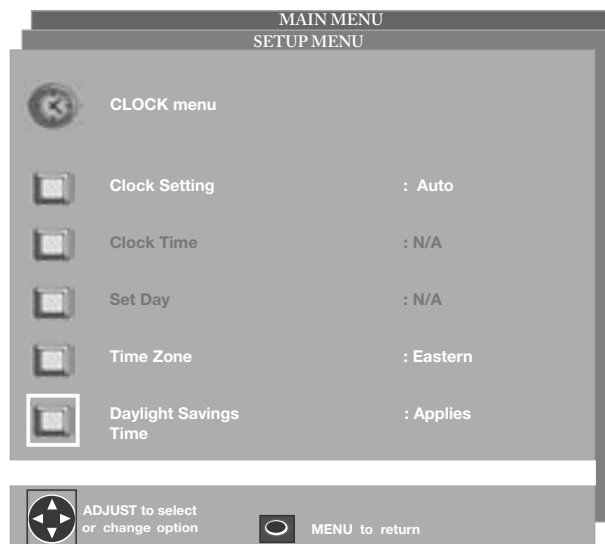 MAIN MENU
SETUP MENU
CLOCK menu
Clock Setting : Auto
Clock Time : N/A
Set Day : N/A
Time Zone : Eastern
Daylight Savings : Applies
Time
ADJUST to select
or change option
MENU to return